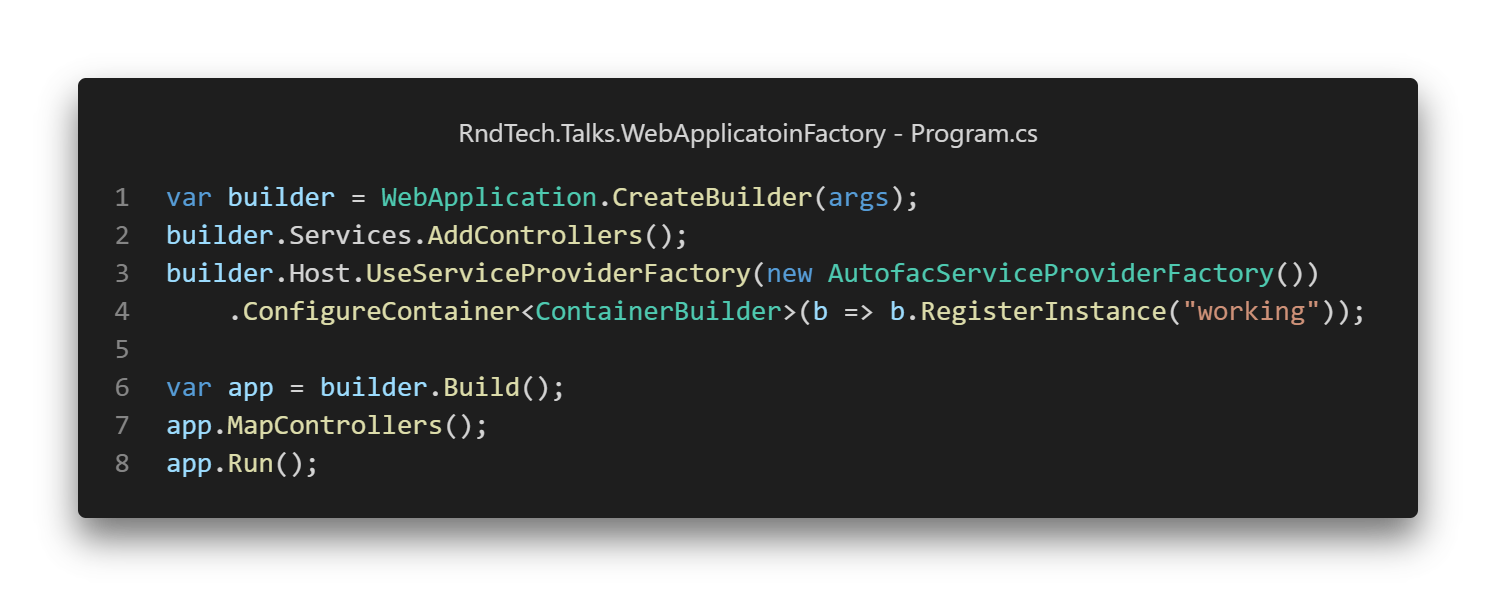 RndTech.Talks.WebApplicatoinFactory - Program.cs
1 var builder = WebApplication.CreateBuilder(args);
2 builder.Services.AddControllers();
3 builder.Host.UseServiceProviderFactory(new AutofacServiceProviderFactory())
4     .ConfigureContainer<ContainerBuilder>(b => b.RegisterInstance("working"));
5
6 var app = builder.Build();
7 app.MapControllers();
8 app.Run();